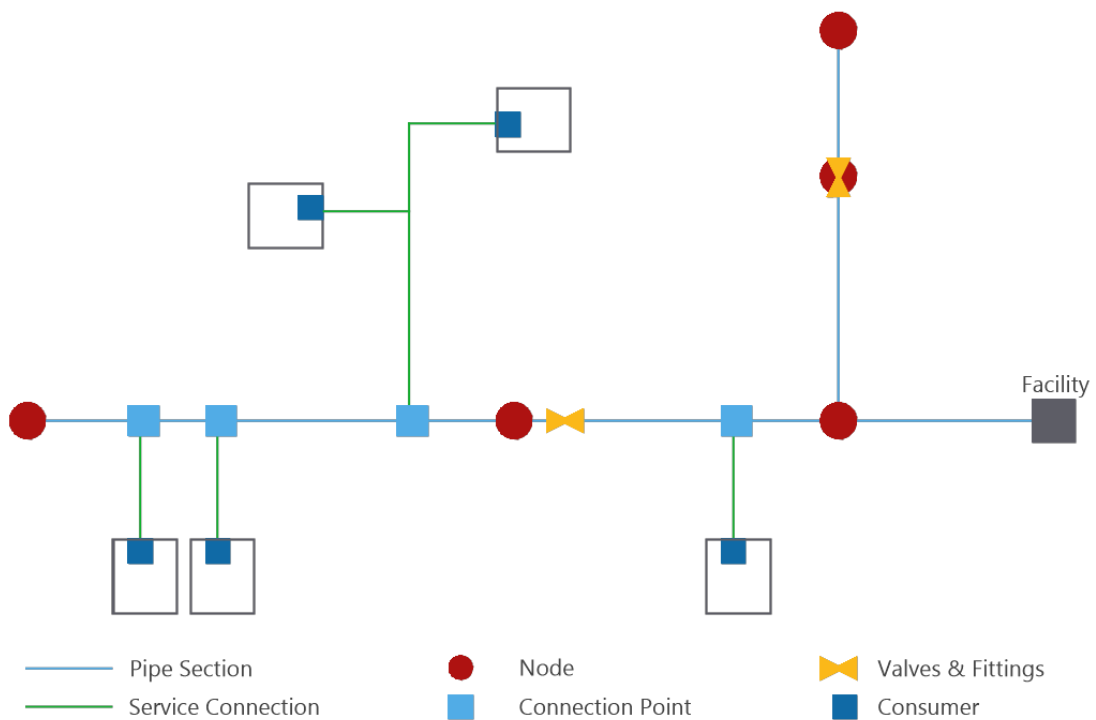 Facility
Pipe Section
Node
Valves & Fittings
Service Connection
Connection Point
Consumer